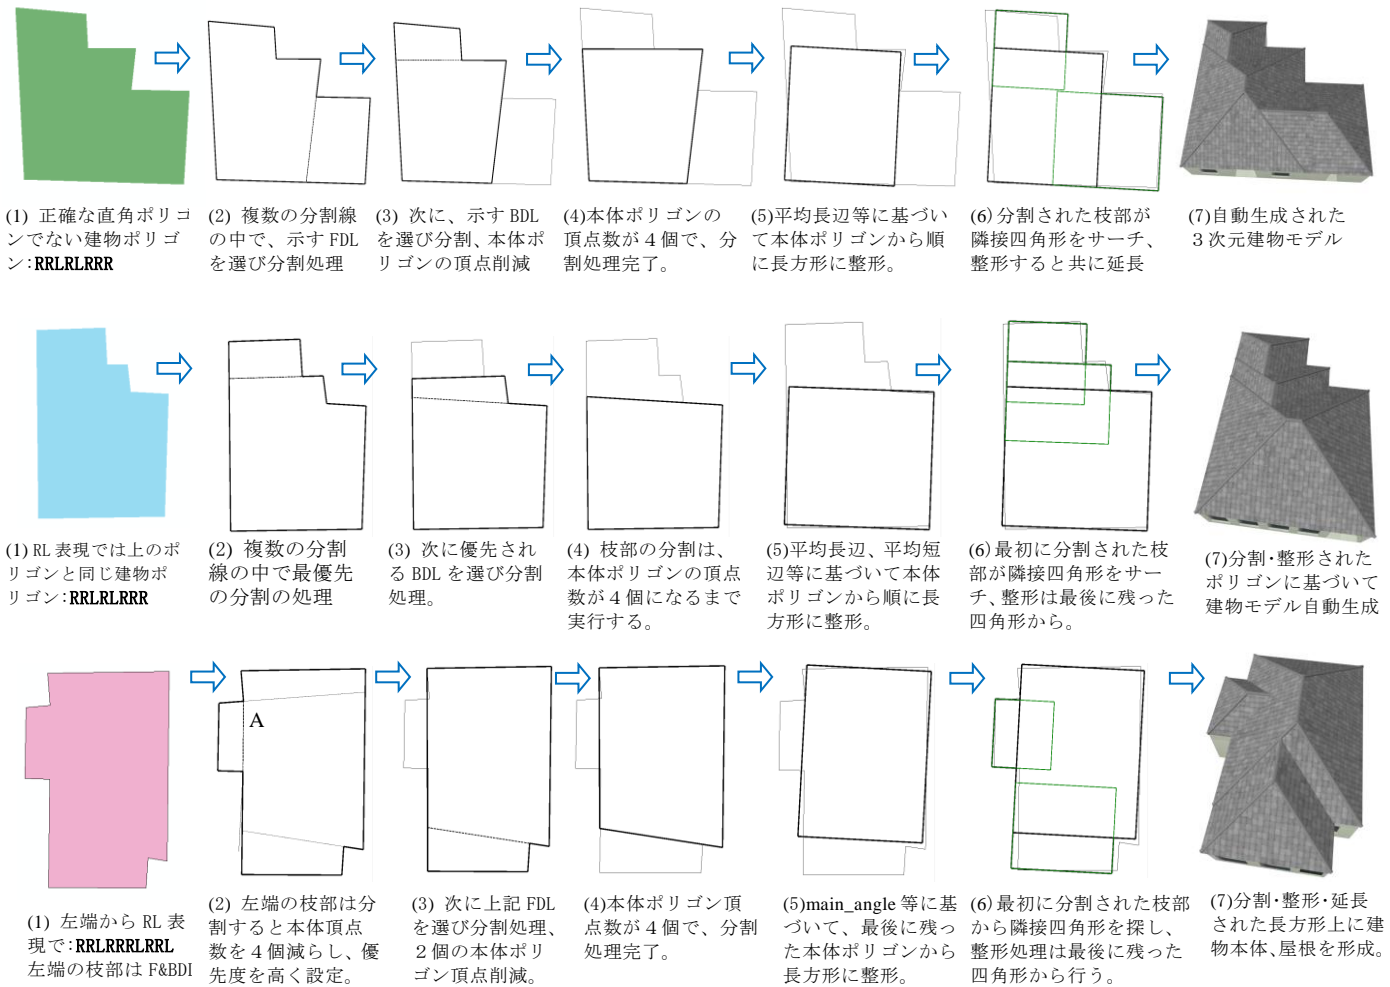 (1) 正確な直角ポリゴ
ンでない建物ポリゴ
ン:RRLRLRRR
(2) 複数の分割線
の中で、示す FDL
を選び分割処理
(3) 次に、示す BDL
を選び分割、本体ポ
リゴンの頂点削減
(4)本体ポリゴンの
頂点数が４個で、分
割処理完了。
(5)平均長辺等に基づい
て本体ポリゴンから順
に長方形に整形。
(6)分割された枝部が
隣接四角形をサーチ、
整形すると共に延長
(7)自動生成された
３次元建物モデル
(1) RL 表現では上のポ
リゴンと同じ建物ポ
リゴン:RRLRLRRR
(2) 複数の分割
線の中で最優先
の分割の処理
(3) 次に優先され
る BDL を選び分割
処理。
(4) 枝部の分割は、
本体ポリゴンの頂点
数が４個になるまで
実行する。
(5)平均長辺、平均短
辺等に基づいて本体
ポリゴンから順に長
方形に整形。
(6)最初に分割された枝
部が隣接四角形をサー
チ、整形は最後に残った
四角形から。
(7)分割・整形された
ポリゴンに基づいて
建物モデル自動生成
A
(1) 左端から RL 表
現で:RRLRRRLRRL
左端の枝部は F&BDL
(2) 左端の枝部は分
割すると本体頂点
数を４個減らし、優
先度を高く設定。
(3) 次に上記 FDL
を選び分割処理、
２個の本体ポリ
ゴン頂点削減。
(4)本体ポリゴン頂
点数が４個で、分割
処理完了。
(5)main_angle 等に基
づいて、最後に残っ
た本体ポリゴンから
長方形に整形。
(6)最初に分割された枝部
から隣接四角形を探し、
整形処理は最後に残った
四角形から行う。
(7)分割・整形・延長
された長方形上に建
物本体、屋根を形成。